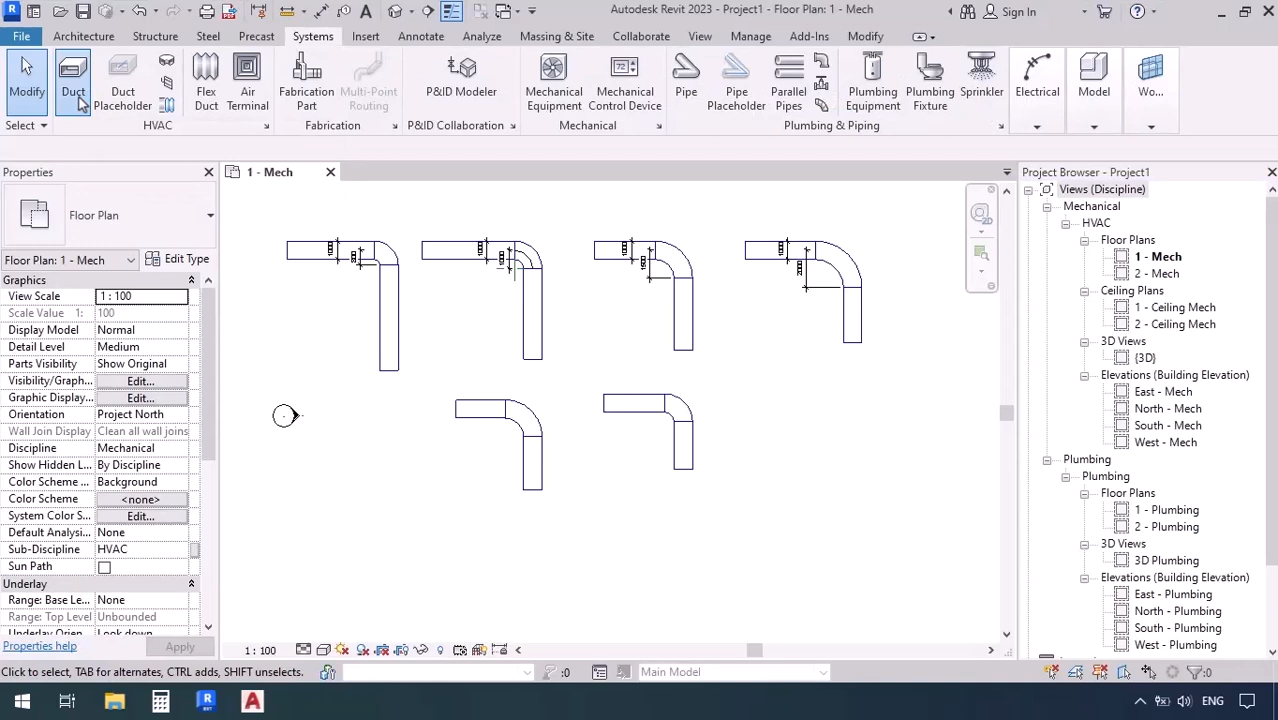 R
Autodesk Revit 2023 - Project1 - Floor Plan: 1 - Mech
Sign In
File
Architecture
Structure
Steel
Precast
Systems
Insert
Annotate
Analyze
Massing & Site
Collaborate
View
Manage
Add-Ins
Modify
Modify
Duct
Duct
Placeholder
Flex
Duct
Air
Terminal
Fabrication
Part
Multi-Point
Routing
P&ID Modeler
Mechanical
Equipment
Mechanical
Control Device
Pipe
Pipe
Placeholder
Parallel
Pipes
Plumbing
Equipment
Plumbing
Fixture
Sprinkler
Electrical
Model
Wo...
Select
HVAC
Fabrication
P&ID Collaboration
Mechanical
Plumbing & Piping
Properties
Floor Plan
Floor Plan: 1 - Mech
Edit Type
Graphics
View Scale 1 : 100
Scale Value 1: 100
Display Model Normal
Detail Level Medium
Parts Visibility Show Original
Visibility/Graph... Edit...
Graphic Display... Edit...
Orientation Project North
Wall Join Display Clean all wall joins
Discipline Mechanical
Show Hidden L... By Discipline
Color Scheme ... Background
Color Scheme <none>
System Color S... Edit...
Default Analysi... None
Sub-Discipline HVAC
Sun Path
Underlay
Range: Base Le... None
Range: Top Level Unbounded
Underlay Orien... Look down
Properties help
Apply
1 - Mech
2D
1 : 100
Project Browser - Project1
Views (Discipline)
Mechanical
HVAC
Floor Plans
1 - Mech
2 - Mech
Ceiling Plans
1 - Ceiling Mech
2 - Ceiling Mech
3D Views
{3D}
Elevations (Building Elevation)
East - Mech
North - Mech
South - Mech
West - Mech
Plumbing
Plumbing
Floor Plans
1 - Plumbing
2 - Plumbing
3D Views
3D Plumbing
Elevations (Building Elevation)
East - Plumbing
North - Plumbing
South - Plumbing
West - Plumbing
Click to select, TAB for alternates, CTRL adds, SHIFT unselects.
:0
Main Model
:0
ENG